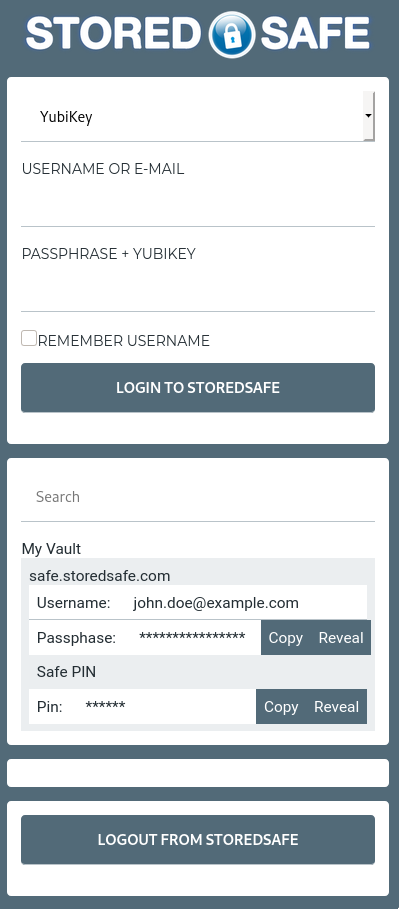 STORED SAFE
YubiKey
USERNAME OR E-MAIL
PASSPHRASE + YUBIKEY
REMEMBER USERNAME
LOGIN TO STOREDSAFE
Search
My Vault
safe.storedsafe.com
Username: john.doe@example.com
Passphase: **************** Copy Reveal
Safe PIN
Pin: ****** Copy Reveal
LOGOUT FROM STOREDSAFE